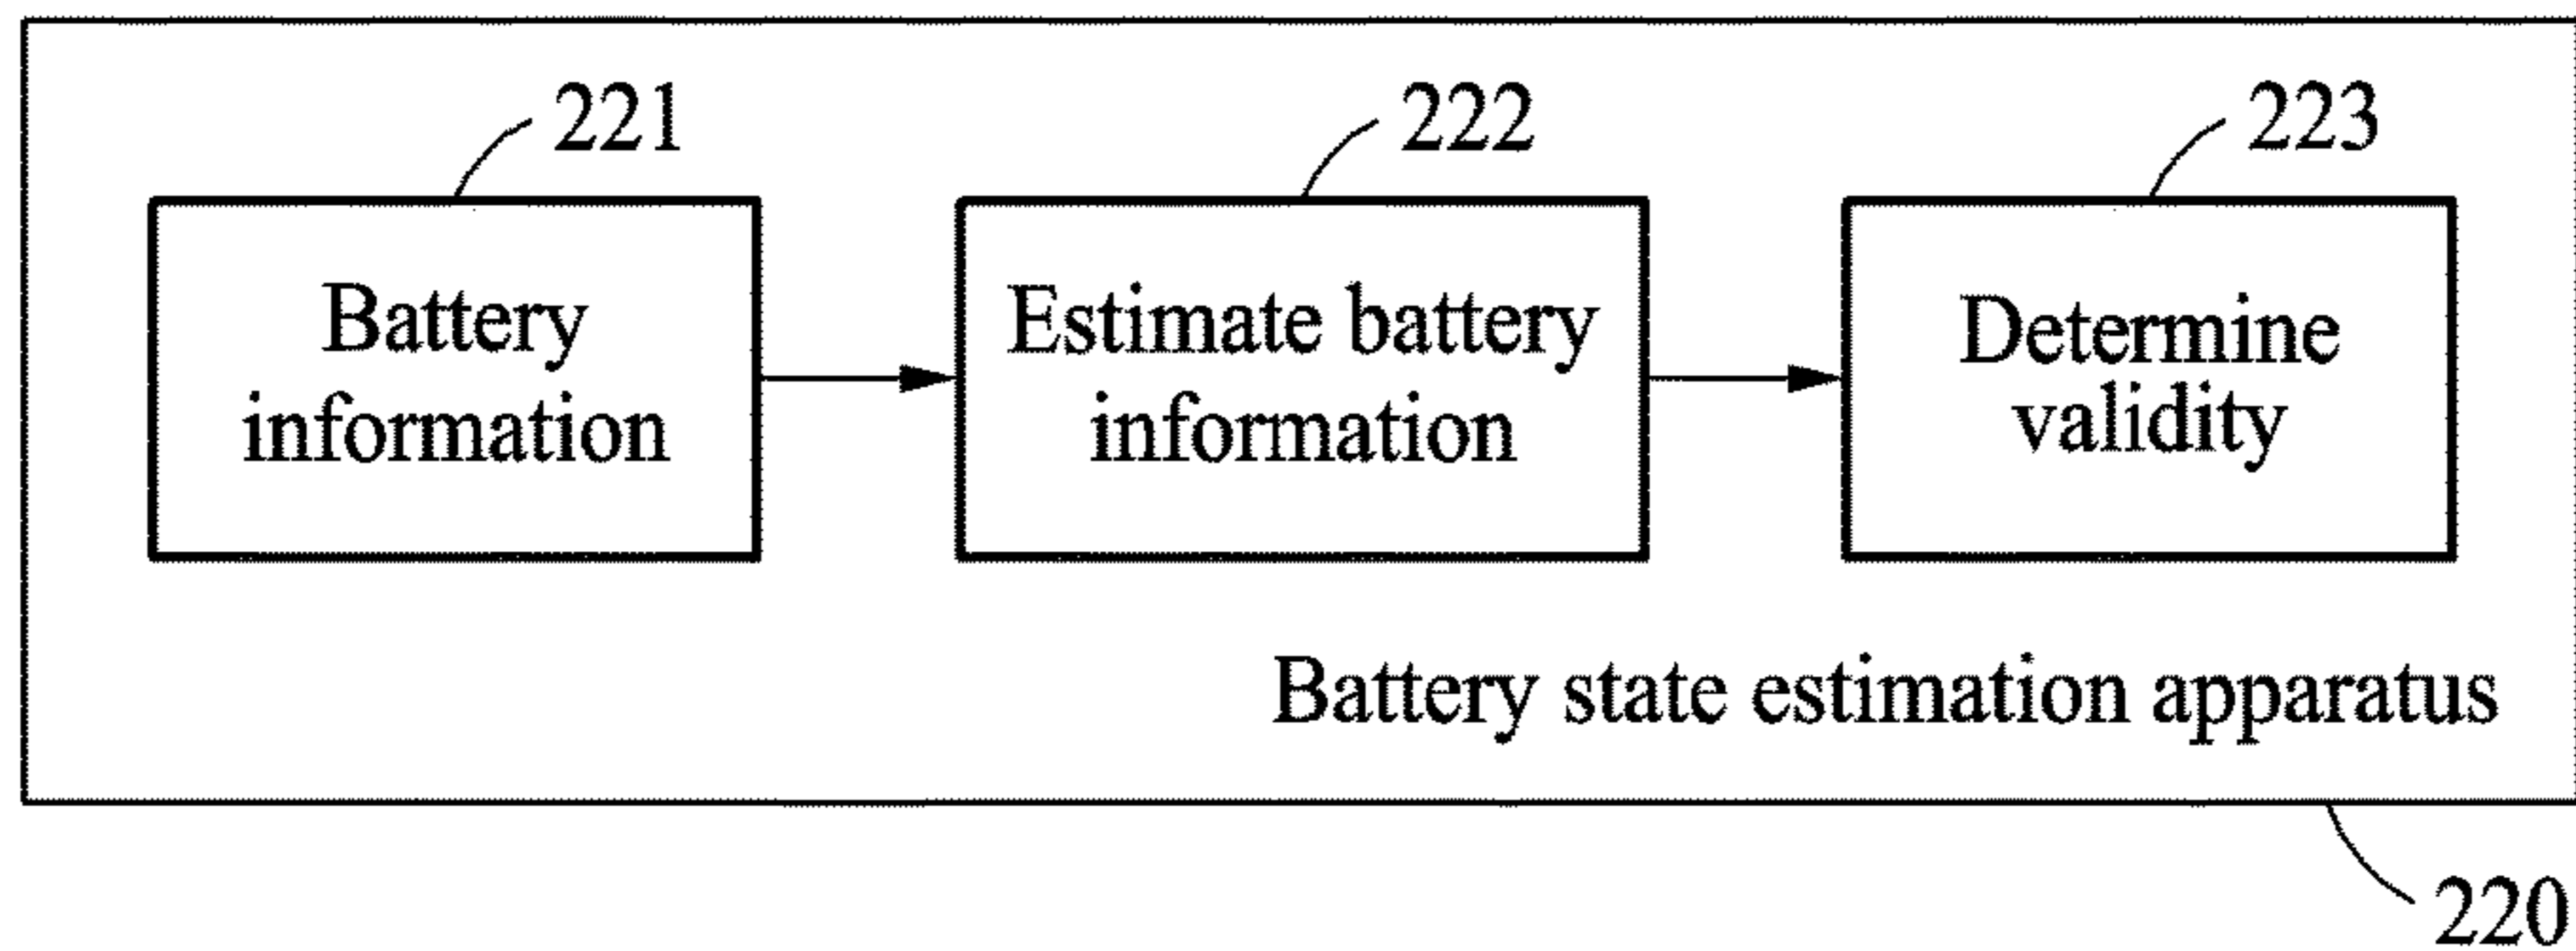 221
222
223
Battery
information
Estimate battery
information
Determine
validity
Battery state estimation apparatus
220